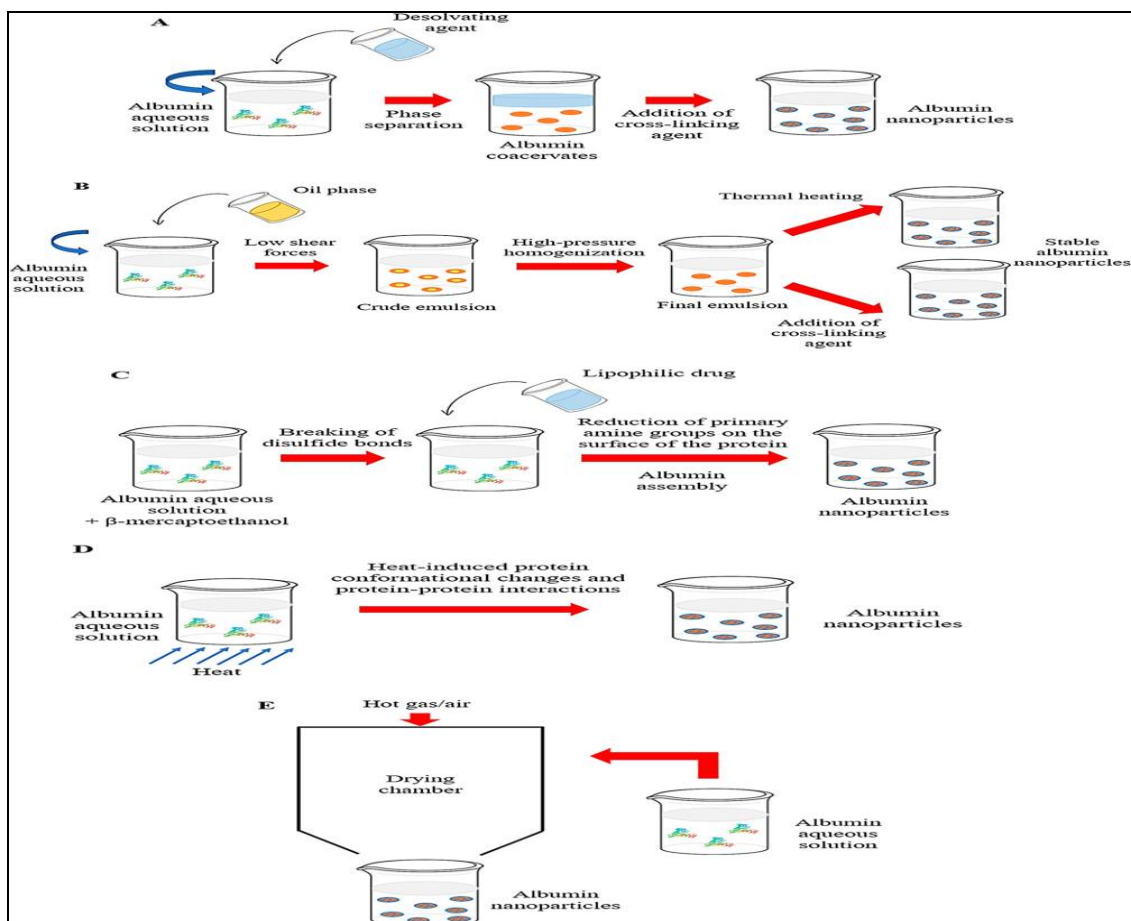 A
Desolvating
agent
Albumin
aqueous
solution
Phase
separation
Albumin
coacervates
Addition of
cross-linking
agent
Albumin
nanoparticles
B
Oil phase
Albumin
aqueous
solution
Low shear
forces
Crude emulsion
High-pressure
homogenization
Final emulsion
Thermal heating
Addition of
cross-linking
agent
Stable
albumin
nanoparticles
C
Albumin aqueous
solution
+ β-mercaptoethanol
Breaking of
disulfide bonds
Lipophilic drug
Reduction of primary
amine groups on the
surface of the protein
Albumin
assembly
Albumin
nanoparticles
D
Albumin
aqueous
solution
Heat
Heat-induced protein
conformational changes and
protein-protein interactions
Albumin
nanoparticles
E
Hot gas/air
Drying
chamber
Albumin
aqueous solution
Albumin
nanoparticles